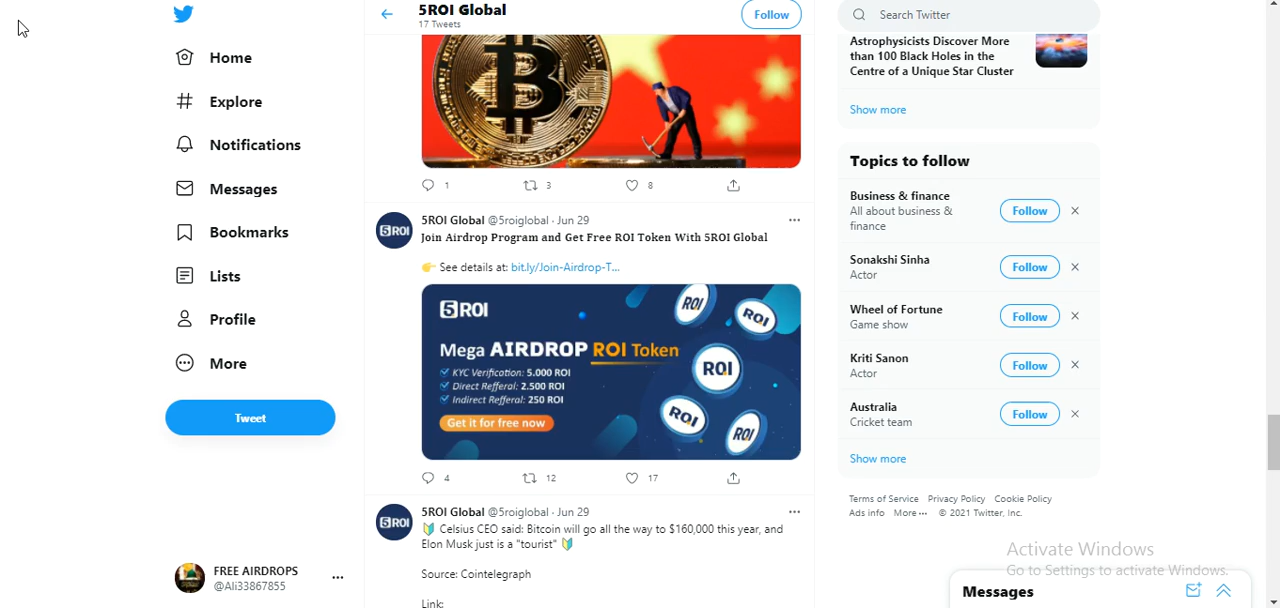 Home
Explore
Notifications
Messages
Bookmarks
Lists
Profile
More
Tweet
FREE AIRDROPS
@Ali33867855
5ROI Global
17 Tweets
Follow
1 3 8
5ROI
5ROI Global @5roiglobal · Jun 29
Join Airdrop Program and Get Free ROI Token With 5ROI Global
👉 See details at: bit.ly/Join-Airdrop-T...
5ROI
Mega AIRDROP ROI Token
KYC Verification: 5.000 ROI
Direct Refferal: 2.500 ROI
Indirect Refferal: 250 ROI
Get it for free now
ROI
ROI
ROI
ROI
ROI
4 12 17
5ROI
5ROI Global @5roiglobal · Jun 29
🔰 Celsius CEO said: Bitcoin will go all the way to $160,000 this year, and
Elon Musk just is a "tourist" 🔰
Source: Cointelegraph
Link:
Search Twitter
Astrophysicists Discover More
than 100 Black Holes in the
Centre of a Unique Star Cluster
Show more
Topics to follow
Business & finance
All about business &
finance
Follow
Sonakshi Sinha
Actor
Follow
Wheel of Fortune
Game show
Follow
Kriti Sanon
Actor
Follow
Australia
Cricket team
Follow
Show more
Terms of Service Privacy Policy Cookie Policy
Ads info More ··· © 2021 Twitter, Inc.
Activate Windows
Go to Settings to activate Windows.
Messages